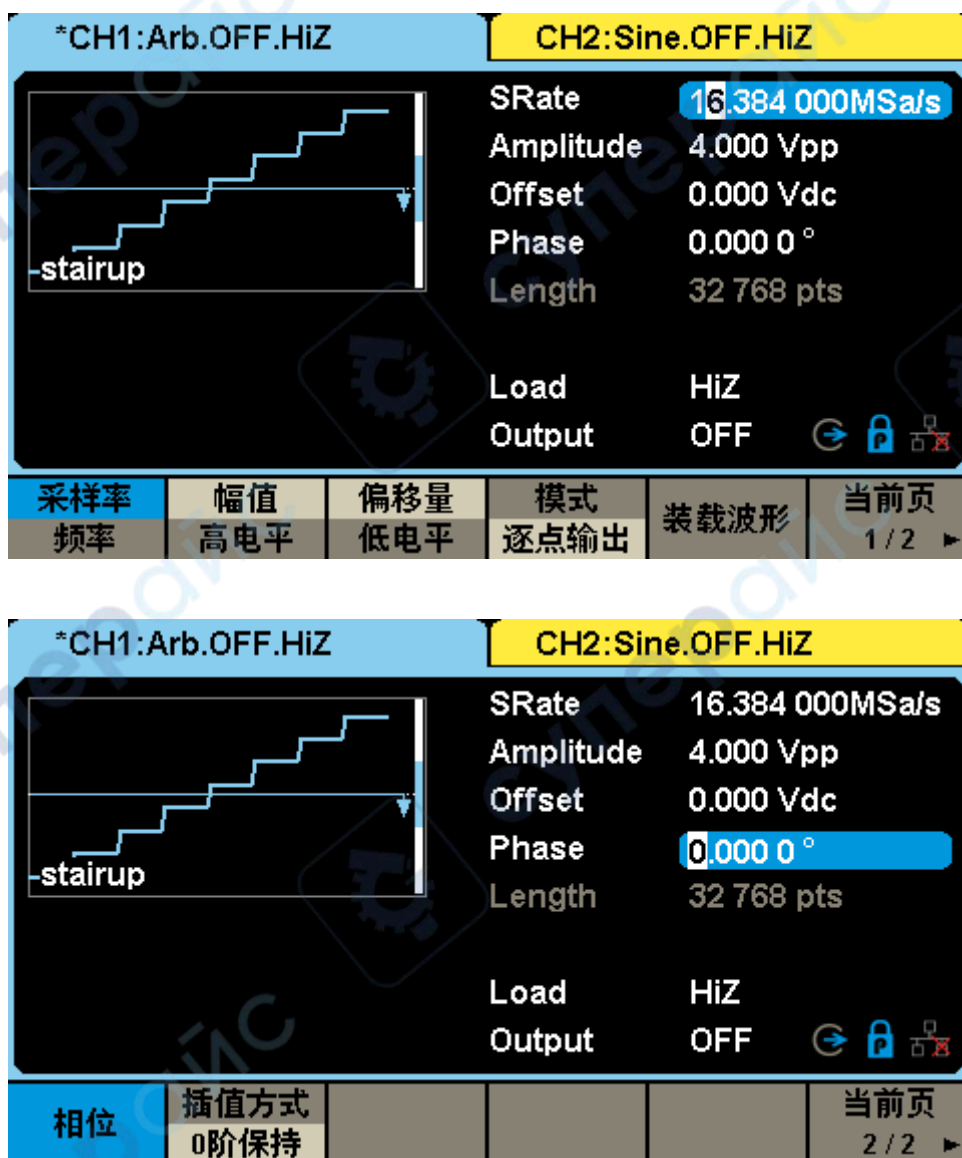 *CH1:Arb.OFF.HiZ CH2:Sine.OFF.HiZ
SRate 16.384 000MSa/s
Amplitude 4.000 Vpp
Offset 0.000 Vdc
Phase 0.000 0 °
stairup
Length 32 768 pts
Load HiZ
Output OFF P
采样率 幅值 偏移量 模式 装载波形 当前页
频率 高电平 低电平 逐点输出 1/2
*CH1:Arb.OFF.HiZ CH2:Sine.OFF.HiZ
SRate 16.384 000MSa/s
Amplitude 4.000 Vpp
Offset 0.000 Vdc
Phase 0.000 0 °
stairup
Length 32 768 pts
Load HiZ
Output OFF P
相位 插值方式 当前页
0阶保持 2/2
суперайс